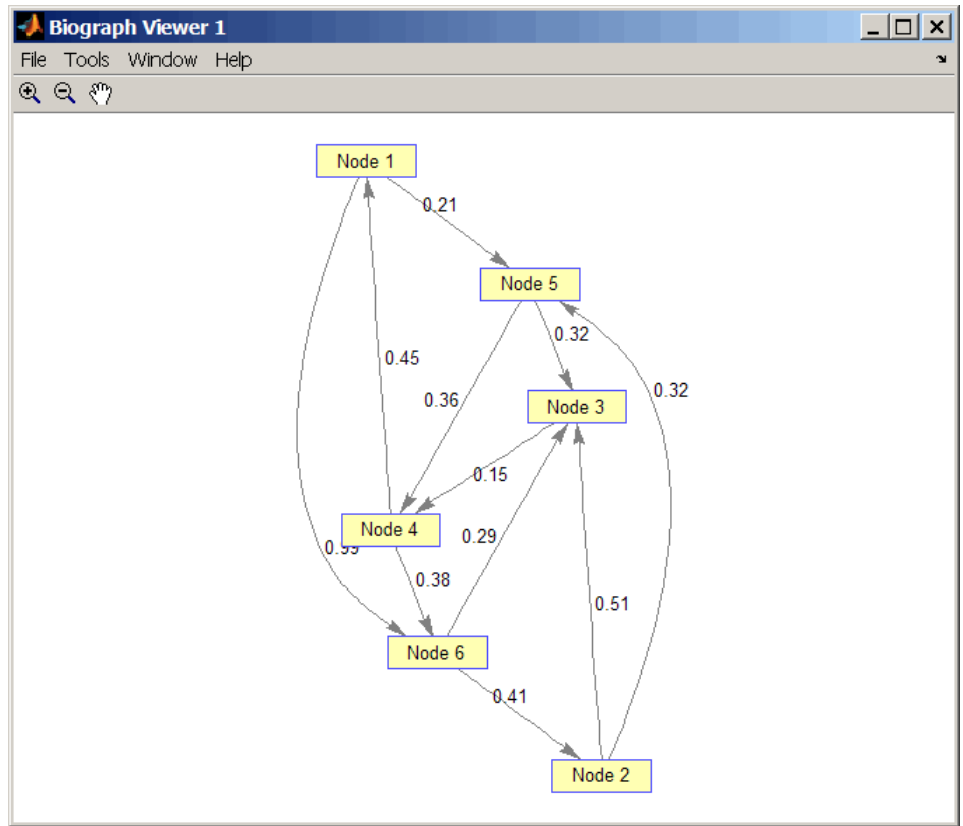 Biograph Viewer 1
File Tools Window Help
Node 1
0.21
Node 5
0.32
0.45
0.32
0.36
Node 3
0.15
Node 4
0.29
0.38
0.51
Node 6
0.41
Node 2